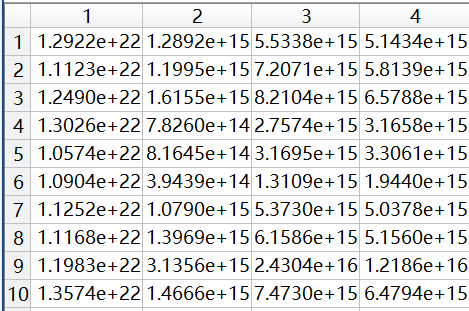 1 2 3 4
1 1.2922e+22 1.2892e+15 5.5338e+15 5.1434e+15
2 1.1123e+22 1.1995e+15 7.2071e+15 5.8139e+15
3 1.2490e+22 1.6155e+15 8.2104e+15 6.5788e+15
4 1.3026e+22 7.8260e+14 2.7574e+15 3.1658e+15
5 1.0574e+22 8.1645e+14 3.1695e+15 3.3061e+15
6 1.0904e+22 3.9439e+14 1.3109e+15 1.9440e+15
7 1.1252e+22 1.0790e+15 5.3730e+15 5.0378e+15
8 1.1168e+22 1.3969e+15 6.1586e+15 5.1560e+15
9 1.1983e+22 3.1356e+15 2.4304e+16 1.2186e+16
10 1.3574e+22 1.4666e+15 7.4730e+15 6.4794e+15